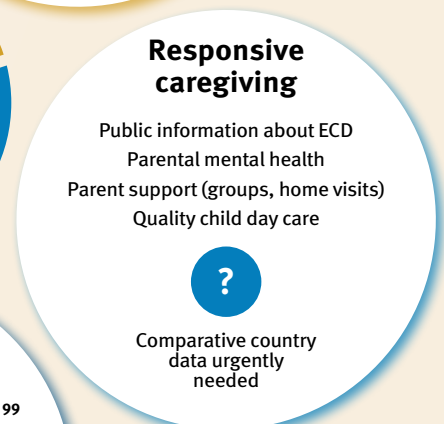 Responsive
caregiving
Public information about ECD
Parental mental health
Parent support (groups, home visits)
Quality child day care
?
Comparative country
data urgently
needed
99